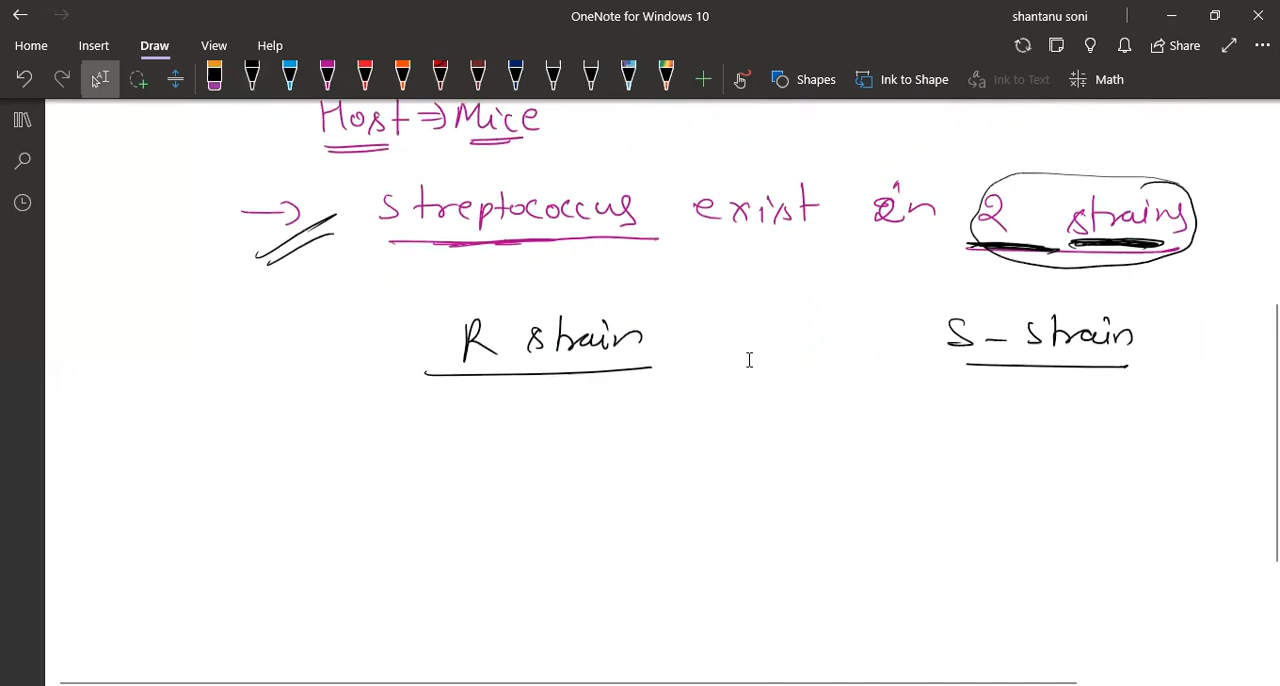 OneNote for Windows 10
shantanu soni
Home Insert Draw View Help
Share
Shapes Ink to Shape Ink to Text Math
Host ⇒ Mice
→ streptococcus exist in 2 strains
R strain S - strain